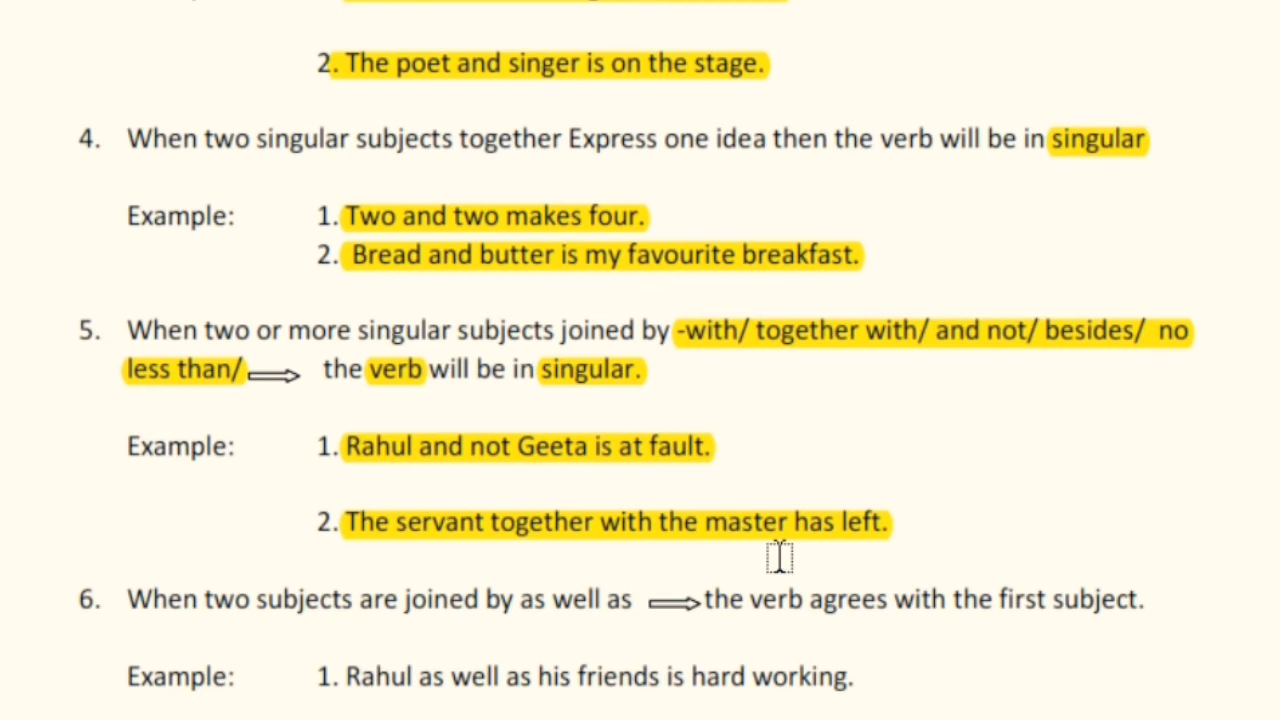 2. The poet and singer is on the stage.
4. When two singular subjects together Express one idea then the verb will be in singular
Example: 1. Two and two makes four.
2. Bread and butter is my favourite breakfast.
5. When two or more singular subjects joined by -with/ together with/ and not/ besides/ no
less than/ the verb will be in singular.
Example: 1. Rahul and not Geeta is at fault.
2. The servant together with the master has left.
6. When two subjects are joined by as well as the verb agrees with the first subject.
Example: 1. Rahul as well as his friends is hard working.